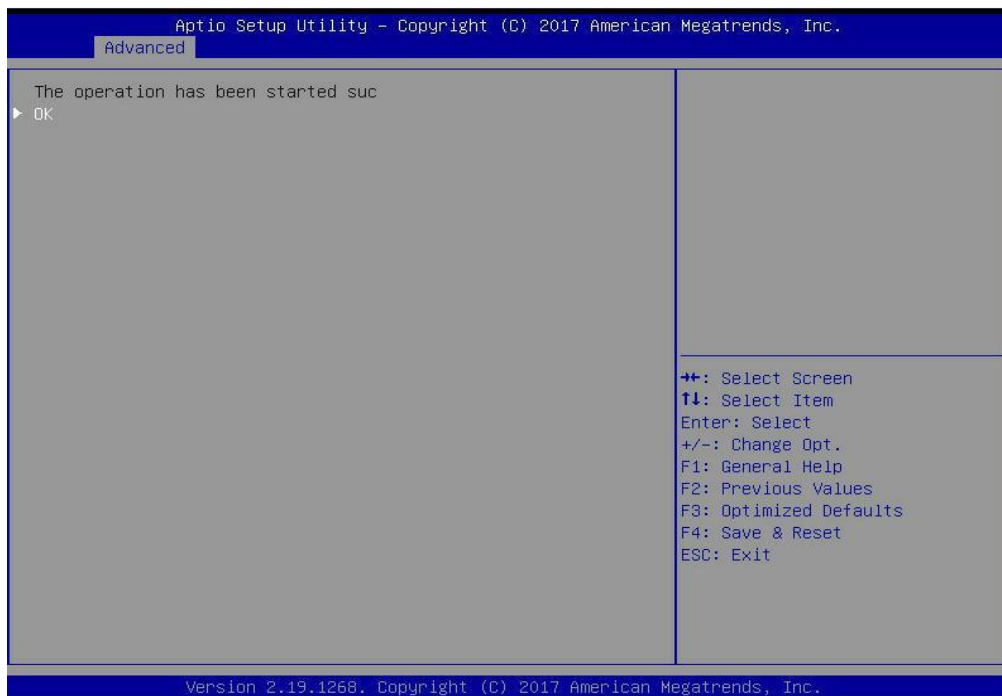 Aptio Setup Utility – Copyright (C) 2017 American Megatrends, Inc.
Advanced
The operation has been started suc
▶ OK
→←: Select Screen
↑↓: Select Item
Enter: Select
+/-: Change Opt.
F1: General Help
F2: Previous Values
F3: Optimized Defaults
F4: Save & Reset
ESC: Exit
Version 2.19.1268. Copyright (C) 2017 American Megatrends, Inc.